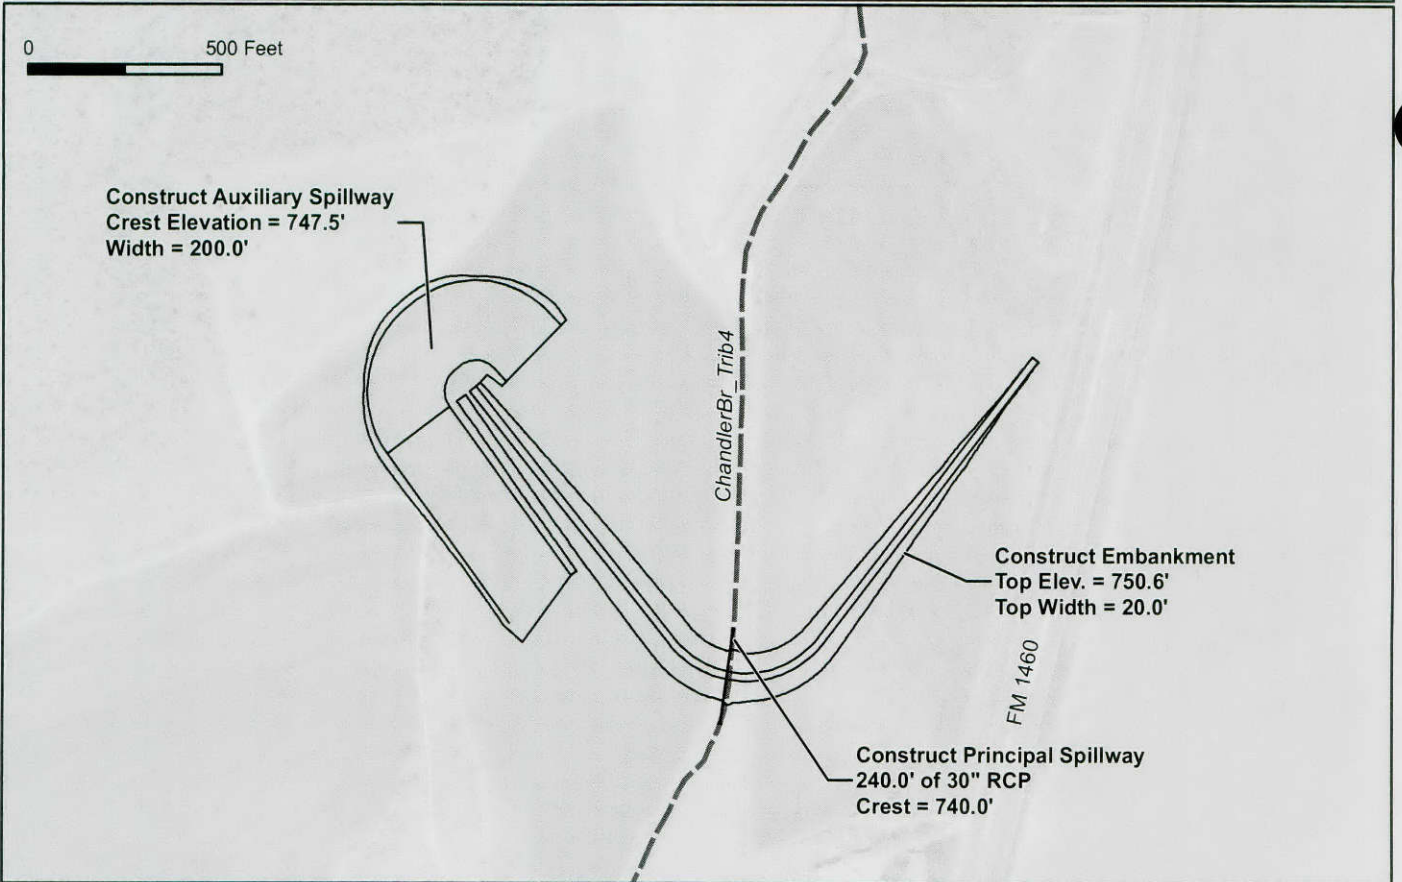 0 500 Feet
Construct Auxiliary Spillway
Crest Elevation = 747.5'
Width = 200.0'
ChandlerBr_Trib4
Construct Embankment
Top Elev. = 750.6'
Top Width = 20.0'
FM 1460
Construct Principal Spillway
240.0' of 30" RCP
Crest = 740.0'